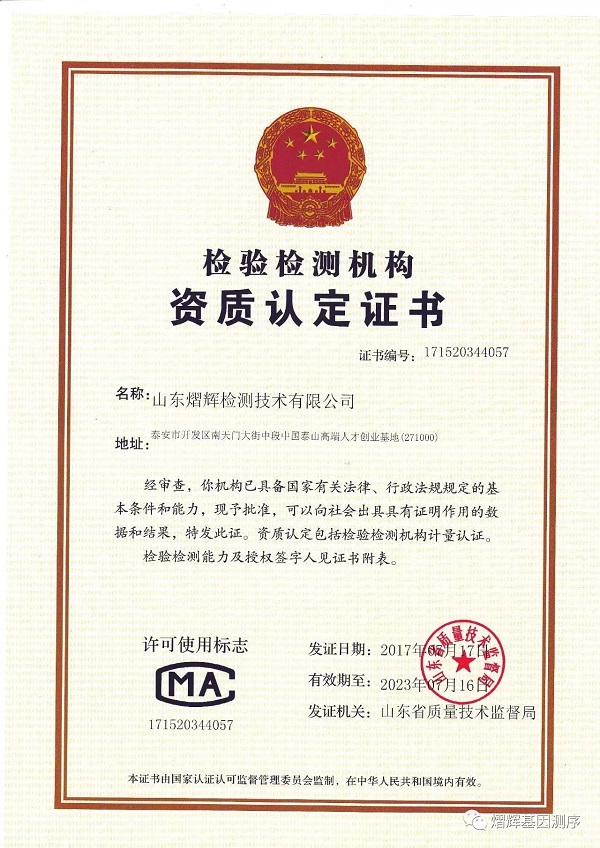 检验检测机构
资质认定证书
证书编号：171520344057
名称：山东熠辉检测技术有限公司
地址：泰安市开发区南天门大街中段中国泰山高端人才创业基地(271000)
经审查，你机构已具备国家有关法律、行政法规规定的基
本条件和能力，现予批准，可以向社会出具具有证明作用的数
据和结果，特发此证。资质认定包括检验检测机构计量认证。
检验检测能力及授权签字人见证书附表。
许可使用标志
CMA
171520344057
发证日期：2017年07月17日
有效期至：2023年07月16日
发证机关：山东省质量技术监督局
山东省质量技术监督局
本证书由国家认证认可监督管理委员会监制，在中华人民共和国境内有效。
熠辉基因测序